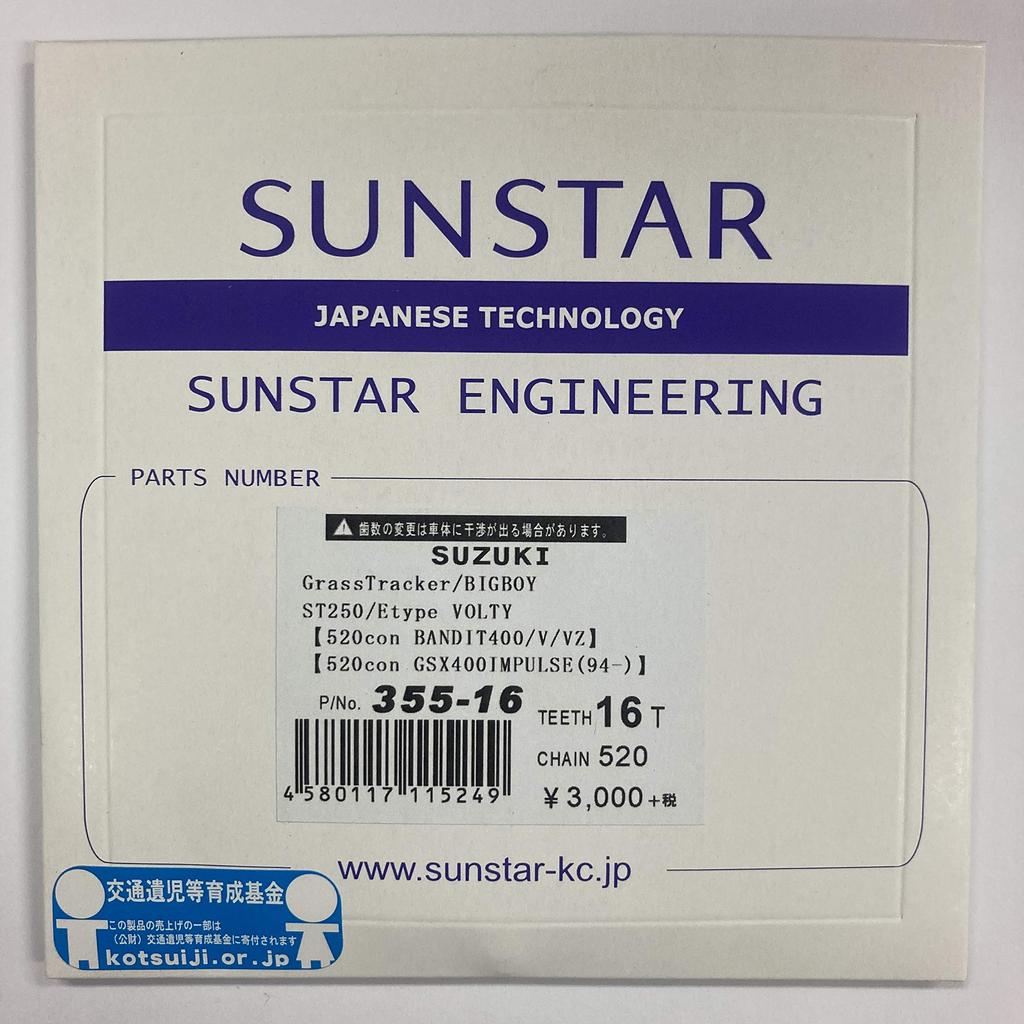 SUNSTAR
JAPANESE TECHNOLOGY
SUNSTAR ENGINEERING
PARTS NUMBER
歯数の変更は車体に干渉が出る場合があります。
SUZUKI
GrassTracker/BIGBOY
ST250/Etype VOLTY
【520con BANDIT400/V/VZ】
【520con GSX400IMPULSE(94-)】
P/No. 355-16
TEETH 16 T
CHAIN 520
4580117 115249
¥3,000+税
www.sunstar-kc.jp
交通遺児等育成基金
この製品の売上げの一部は
(公財)交通遺児等育成基金に寄付されます
kotsuiji.or.jp